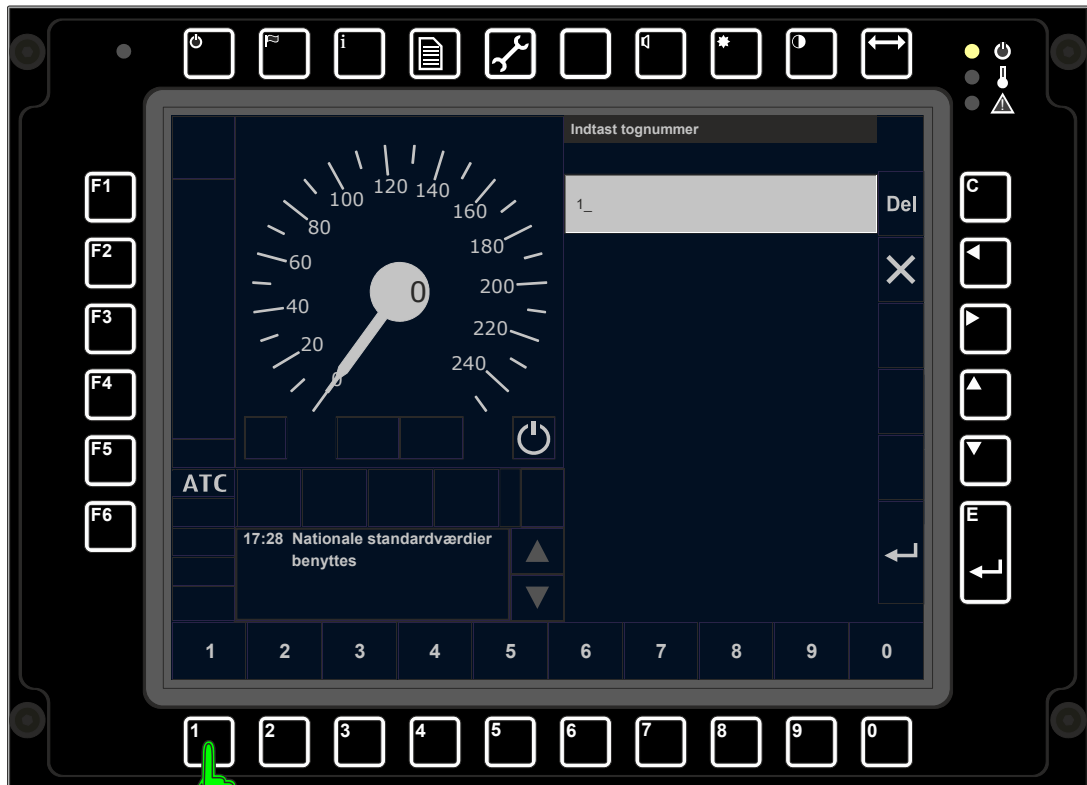 i
Indtast tognummer
F1
F2
F3
F4
F5
F6
0
20
40
60
80
100
120
140
160
180
200
220
240
0
1_
Del
C
E
ATC
17:28 Nationale standardværdier
benyttes
1 2 3 4 5 6 7 8 9 0
1 2 3 4 5 6 7 8 9 0